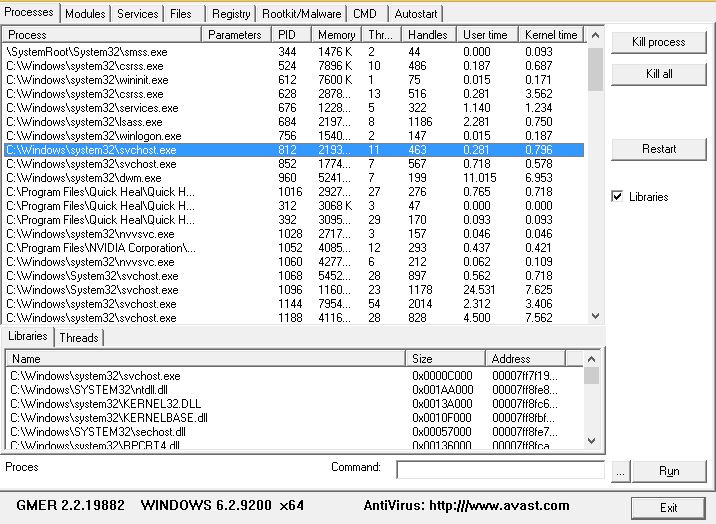 Processes Modules Services Files Registry Rootkit/Malware CMD Autostart
Process Parameters PID Memory Thr... Handles User time Kernel time
\SystemRoot\System32\smss.exe 344 1476 K 2 44 0.000 0.093
C:\Windows\system32\csrss.exe 524 7896 K 10 486 0.187 0.687
C:\Windows\system32\wininit.exe 612 7600 K 1 75 0.015 0.171
C:\Windows\system32\csrss.exe 628 2878... 13 516 0.281 3.562
C:\Windows\system32\services.exe 676 1228... 5 322 1.140 1.234
C:\Windows\system32\lsass.exe 684 2197... 8 1186 2.281 0.750
C:\Windows\system32\winlogon.exe 756 1540... 2 147 0.015 0.187
C:\Windows\system32\svchost.exe 812 2193... 11 463 0.281 0.796
C:\Windows\system32\svchost.exe 852 1774... 7 567 0.718 0.578
C:\Windows\system32\dwm.exe 960 5241... 7 199 11.015 6.953
C:\Program Files\Quick Heal\Quick H... 1016 2927... 27 276 0.765 0.718
C:\Program Files\Quick Heal\Quick H... 312 3068 K 3 47 0.000 0.000
C:\Program Files\Quick Heal\Quick H... 392 3095... 29 170 0.093 0.093
C:\Windows\system32\nvvsvc.exe 1028 2717... 3 157 0.046 0.046
C:\Program Files\NVIDIA Corporation\... 1052 4085... 12 293 0.437 0.421
C:\Windows\system32\nvvsvc.exe 1060 4277... 6 212 0.062 0.109
C:\Windows\System32\svchost.exe 1068 5452... 28 897 0.562 0.718
C:\Windows\System32\svchost.exe 1096 1160... 23 1178 24.531 7.625
C:\Windows\system32\svchost.exe 1144 7954... 54 2014 2.312 3.406
C:\Windows\system32\svchost.exe 1188 4116... 28 828 4.500 7.562
Kill process
Kill all
Restart
Libraries
Libraries Threads
Name Size Address
C:\Windows\system32\svchost.exe 0x0000C000 00007ff7f19...
C:\Windows\SYSTEM32\ntdll.dll 0x001AA000 00007ff8fe8...
C:\Windows\system32\KERNEL32.DLL 0x0013A000 00007ff8fc6...
C:\Windows\system32\KERNELBASE.dll 0x0010F000 00007ff8fbf...
C:\Windows\SYSTEM32\sechost.dll 0x00057000 00007ff8fe7...
C:\Windows\system32\RPCRT4.dll 0x00136000 00007ff8fca...
Proces Command: ... Run
GMER 2.2.19882 WINDOWS 6.2.9200 x64 AntiVirus: http:///www.avast.com Exit